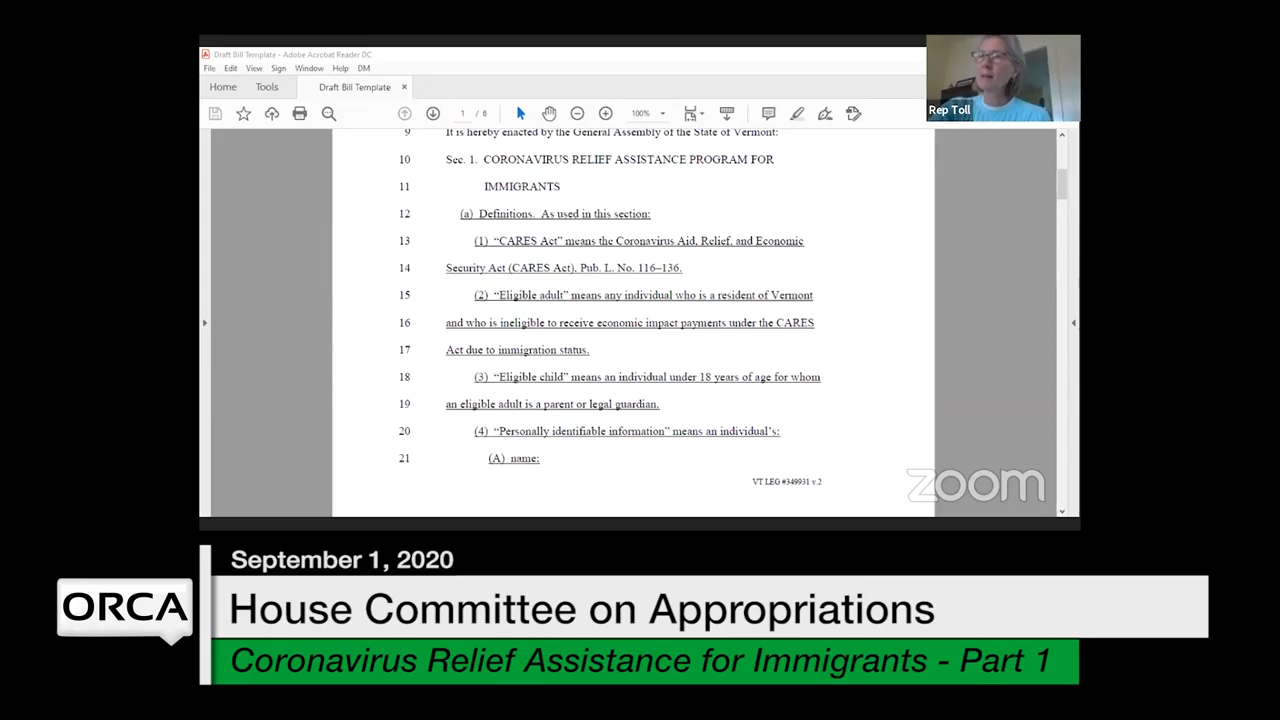 Draft Bill Template - Adobe Acrobat Reader DC
File Edit View Sign Window Help DM
Home Tools Draft Bill Template ×
1 / 6 100%
Rep Toll
9 It is hereby enacted by the General Assembly of the State of Vermont:
10 Sec. 1. CORONAVIRUS RELIEF ASSISTANCE PROGRAM FOR
11 IMMIGRANTS
12 (a) Definitions. As used in this section:
13 (1) “CARES Act” means the Coronavirus Aid, Relief, and Economic
14 Security Act (CARES Act), Pub. L. No. 116–136.
15 (2) “Eligible adult” means any individual who is a resident of Vermont
16 and who is ineligible to receive economic impact payments under the CARES
17 Act due to immigration status.
18 (3) “Eligible child” means an individual under 18 years of age for whom
19 an eligible adult is a parent or legal guardian.
20 (4) “Personally identifiable information” means an individual’s:
21 (A) name;
VT LEG #349931 v.2
zoom
September 1, 2020
ORCA
House Committee on Appropriations
Coronavirus Relief Assistance for Immigrants - Part 1